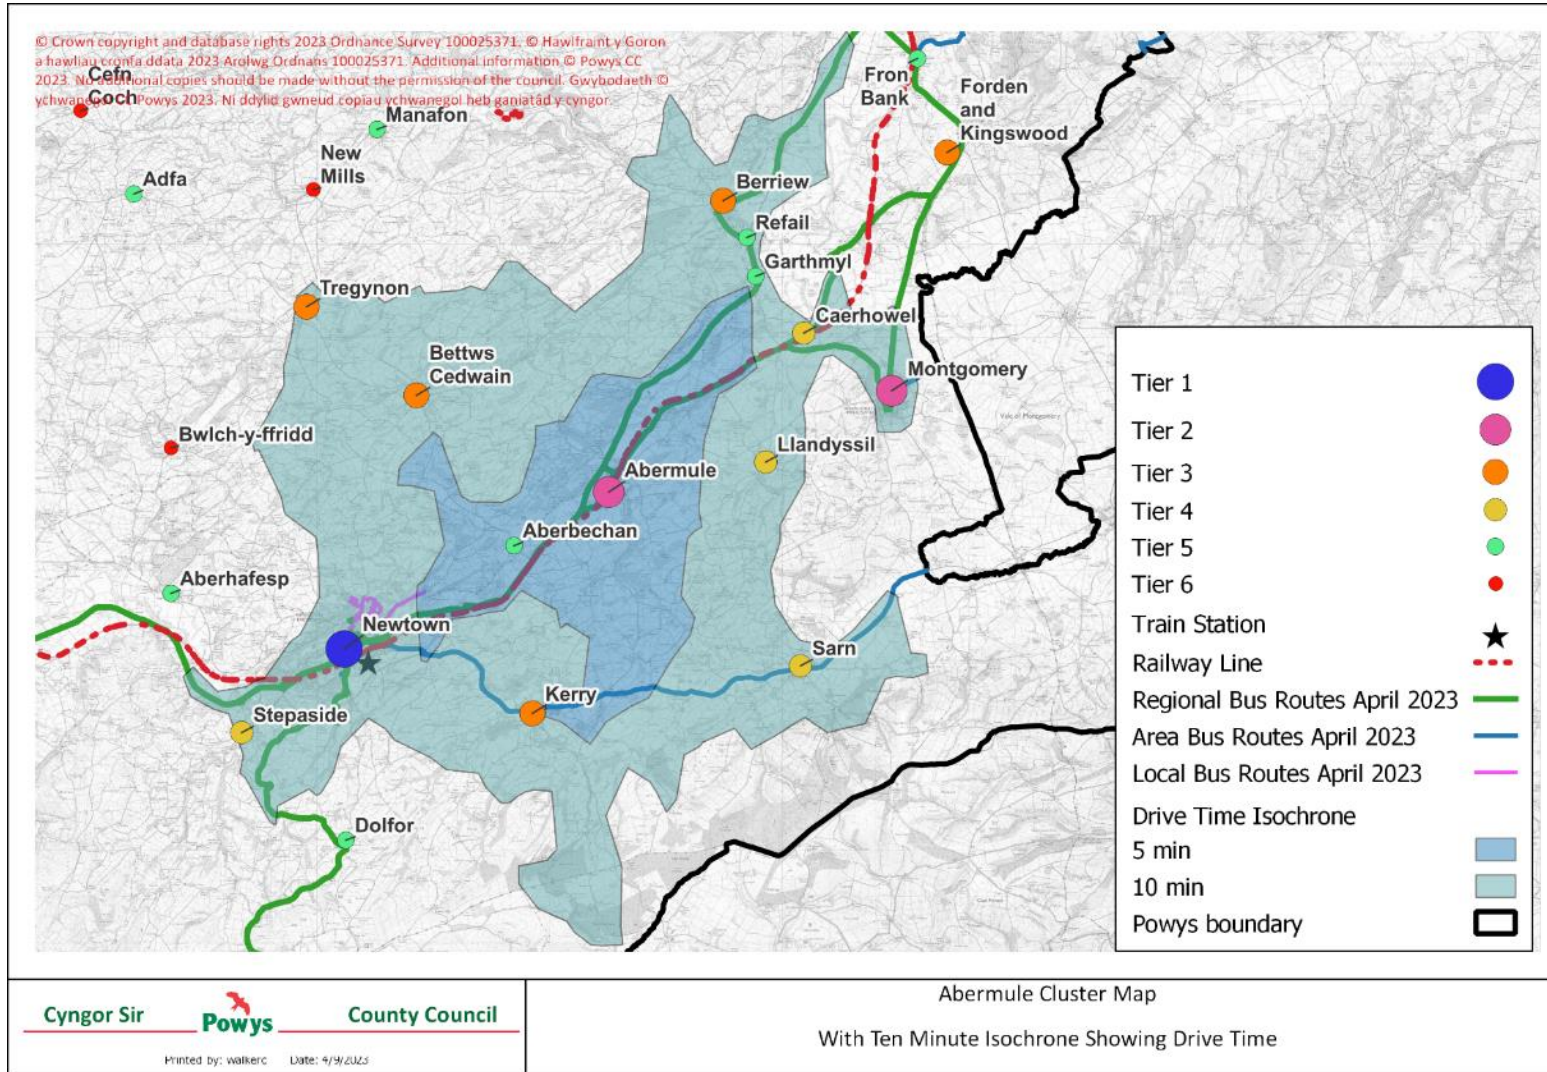 © Crown copyright and database rights 2023 Ordnance Survey 100025371. © Hawlfraint y Goron
a hawliau cronfa ddata 2023 Arolwg Ordnans 100025371. Additional information © Powys CC
2023. No additional copies should be made without the permission of the council. Gwybodaeth ©
ychwanegol Powys 2023. Ni ddylid gwneud copiau ychwanegol heb ganiatâd y cyngor.
Cefn
Coch
Manafon
New
Mills
Adfa
Fron
Bank
Forden
and
Kingswood
Berriew
Refail
Garthmyl
Tregynon
Caerhowel
Bettws
Cedwain
Montgomery
Bwlch-y-ffridd
Llandyssil
Abermule
Aberbechan
Aberhafesp
Newtown
Sarn
Kerry
Stepaside
Dolfor
Tier 1
Tier 2
Tier 3
Tier 4
Tier 5
Tier 6
Train Station
Railway Line
Regional Bus Routes April 2023
Area Bus Routes April 2023
Local Bus Routes April 2023
Drive Time Isochrone
5 min
10 min
Powys boundary
Cyngor Sir Powys County Council
Printed by: walkerc Date: 4/9/2023
Abermule Cluster Map
With Ten Minute Isochrone Showing Drive Time